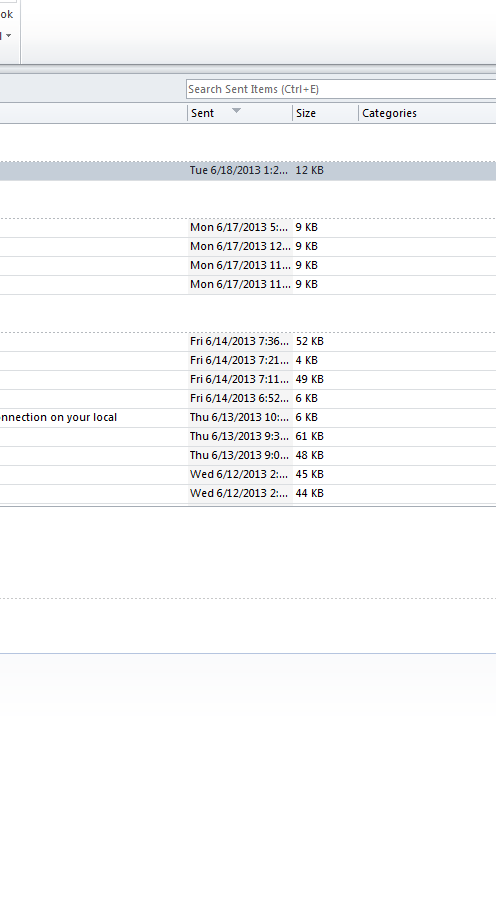 ok
Search Sent Items (Ctrl+E)
Sent Size Categories
Tue 6/18/2013 1:2... 12 KB
Mon 6/17/2013 5:... 9 KB
Mon 6/17/2013 12... 9 KB
Mon 6/17/2013 11... 9 KB
Mon 6/17/2013 11... 9 KB
Fri 6/14/2013 7:36... 52 KB
Fri 6/14/2013 7:21... 4 KB
Fri 6/14/2013 7:11... 49 KB
Fri 6/14/2013 6:52... 6 KB
onnection on your local Thu 6/13/2013 10:... 6 KB
Thu 6/13/2013 9:3... 61 KB
Thu 6/13/2013 9:0... 48 KB
Wed 6/12/2013 2:... 45 KB
Wed 6/12/2013 2:... 44 KB